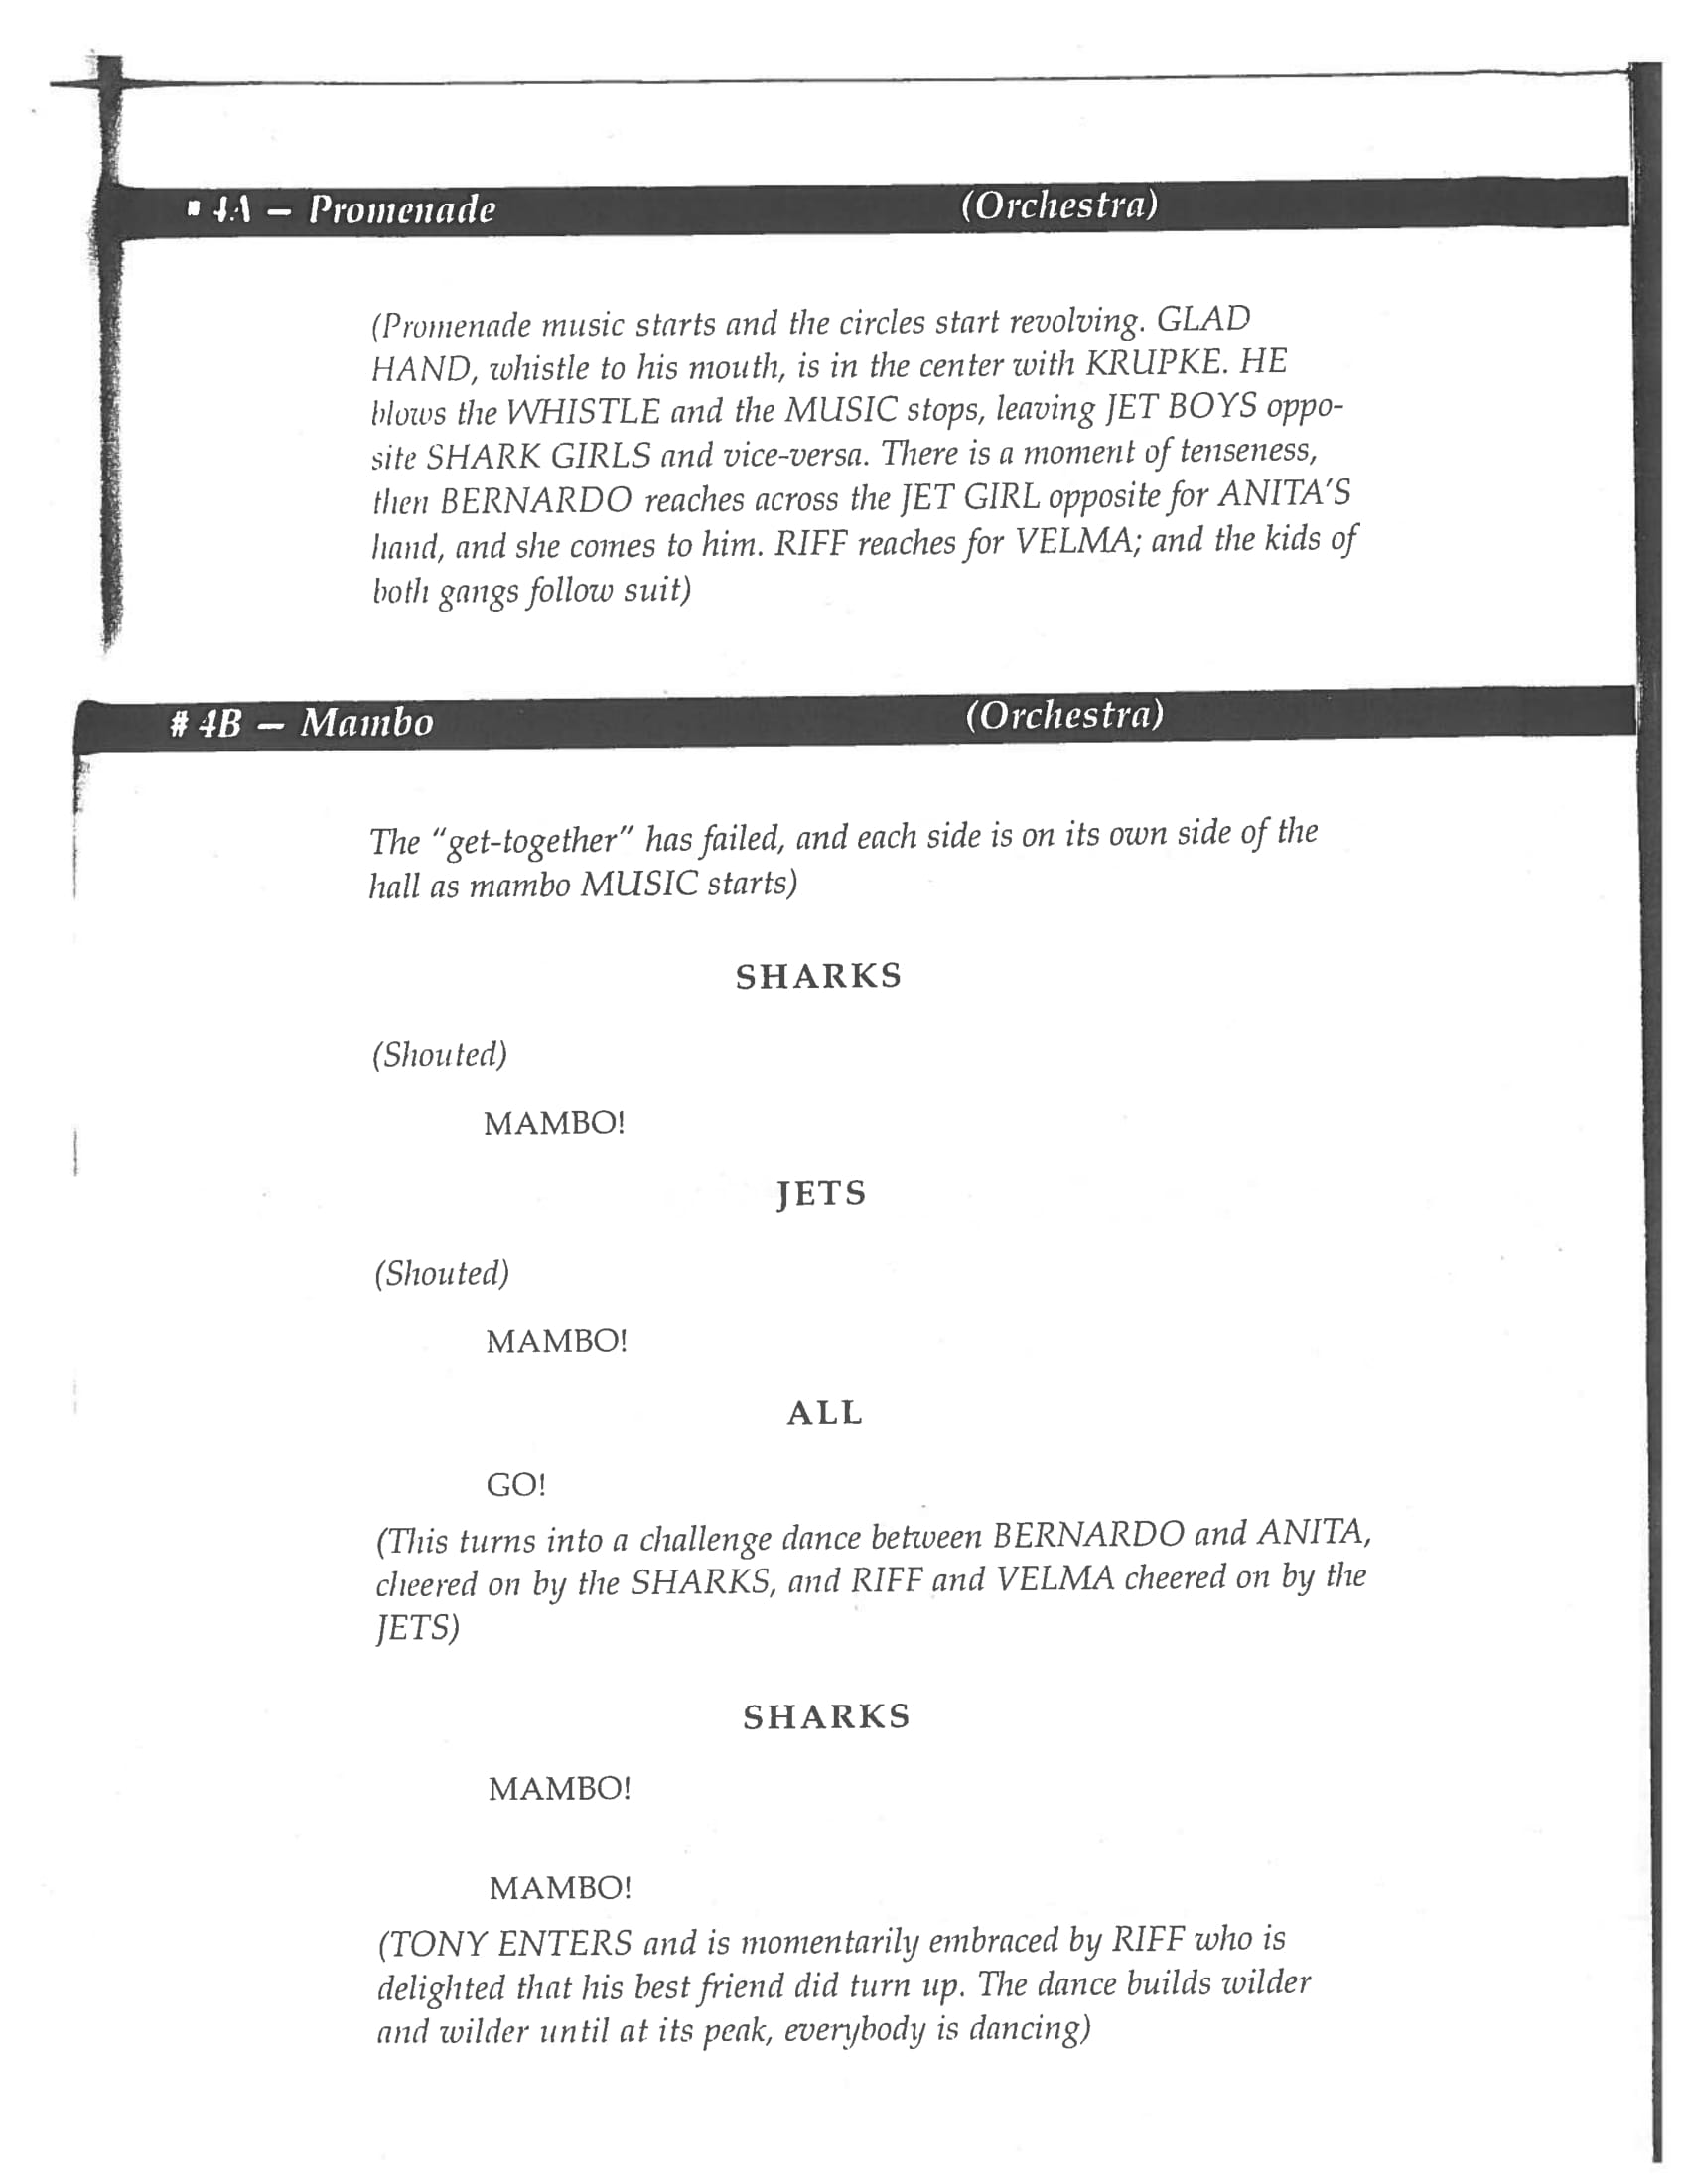 # 4A – Promenade (Orchestra)
(Promenade music starts and the circles start revolving. GLAD
HAND, whistle to his mouth, is in the center with KRUPKE. HE
blows the WHISTLE and the MUSIC stops, leaving JET BOYS oppo-
site SHARK GIRLS and vice-versa. There is a moment of tenseness,
then BERNARDO reaches across the JET GIRL opposite for ANITA'S
hand, and she comes to him. RIFF reaches for VELMA; and the kids of
both gangs follow suit)
# 4B – Mambo (Orchestra)
The "get-together" has failed, and each side is on its own side of the
hall as mambo MUSIC starts)
SHARKS
(Shouted)
MAMBO!
JETS
(Shouted)
MAMBO!
ALL
GO!
(This turns into a challenge dance between BERNARDO and ANITA,
cheered on by the SHARKS, and RIFF and VELMA cheered on by the
JETS)
SHARKS
MAMBO!
MAMBO!
(TONY ENTERS and is momentarily embraced by RIFF who is
delighted that his best friend did turn up. The dance builds wilder
and wilder until at its peak, everybody is dancing)